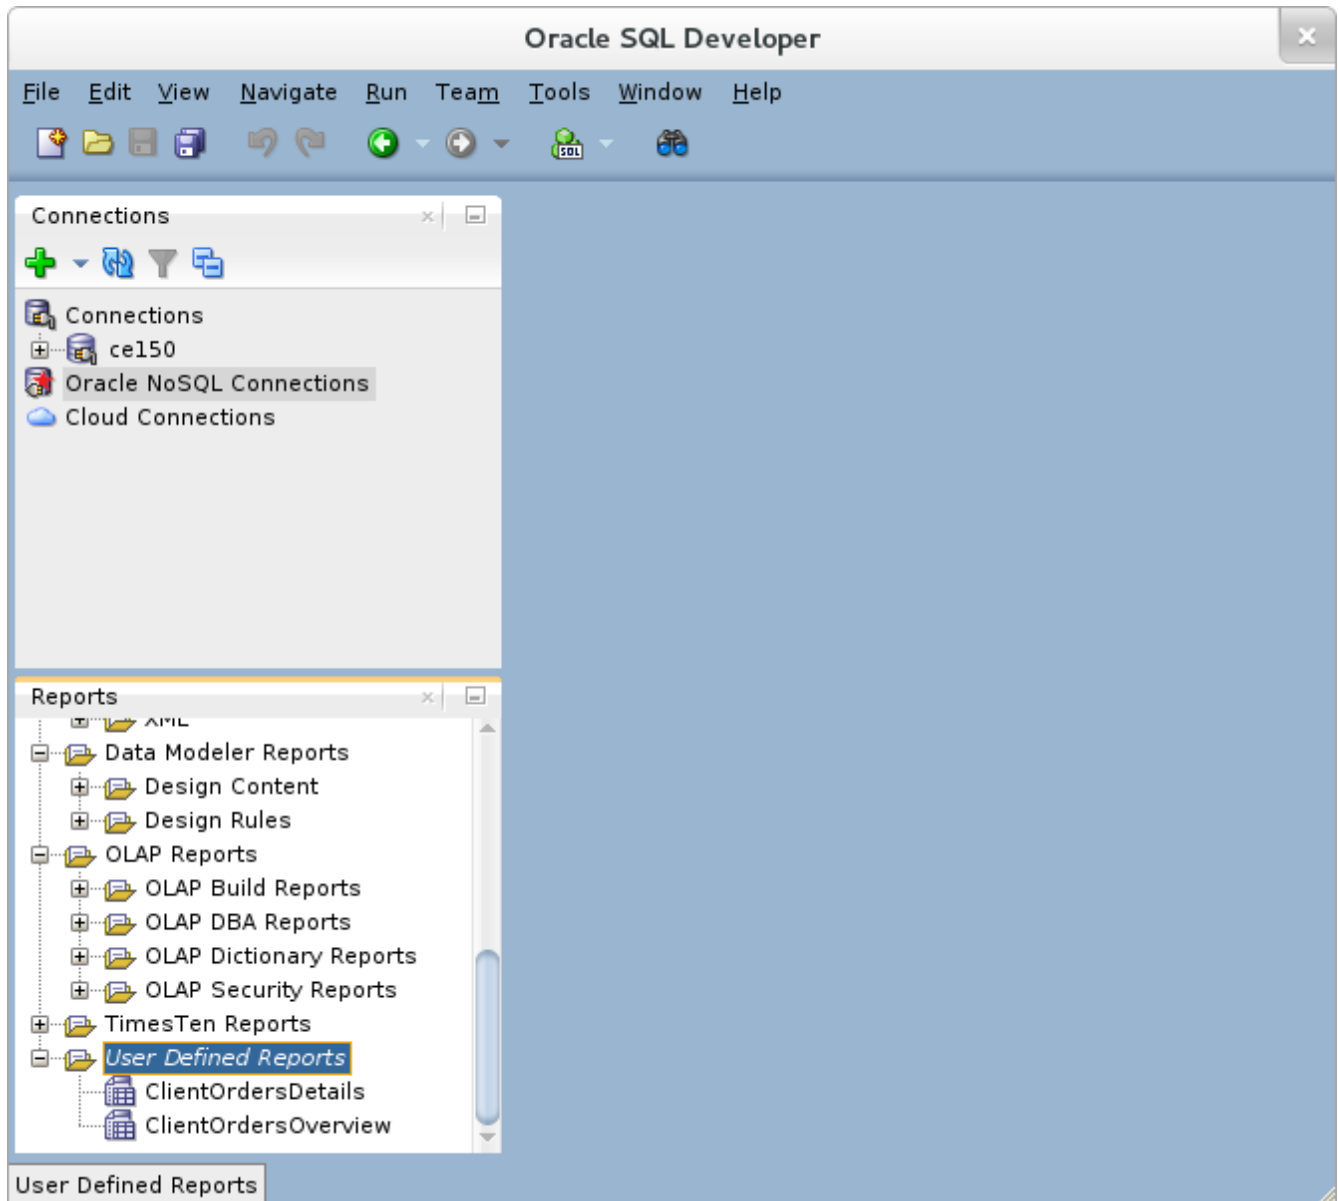 Oracle SQL Developer
File Edit View Navigate Run Team Tools Window Help
SQL
Connections
Connections
ce150
Oracle NoSQL Connections
Cloud Connections
Reports
XML
Data Modeler Reports
Design Content
Design Rules
OLAP Reports
OLAP Build Reports
OLAP DBA Reports
OLAP Dictionary Reports
OLAP Security Reports
TimesTen Reports
User Defined Reports
ClientOrdersDetails
ClientOrdersOverview
User Defined Reports